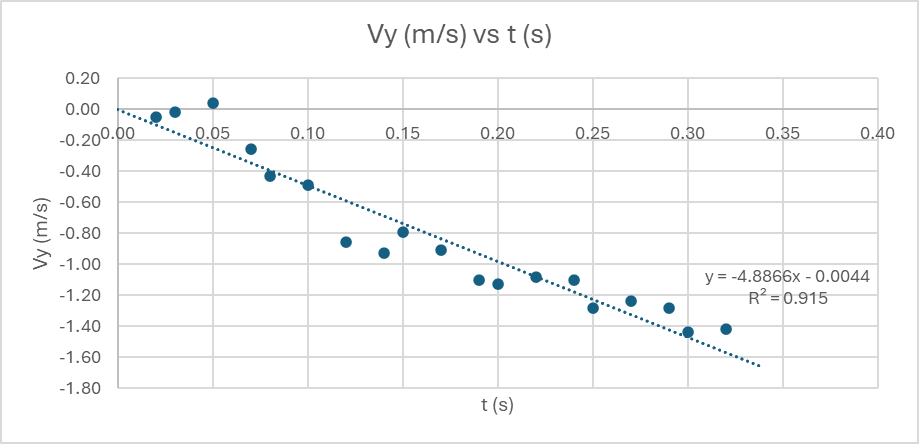 Vy (m/s) vs t (s)
0.20
0.00
-0.20
-0.40
-0.60
-0.80
-1.00
-1.20
-1.40
-1.60
-1.80
0.00 0.05 0.10 0.15 0.20 0.25 0.30 0.35 0.40
Vy (m/s)
y = -4.8866x - 0.0044
R² = 0.915
t (s)